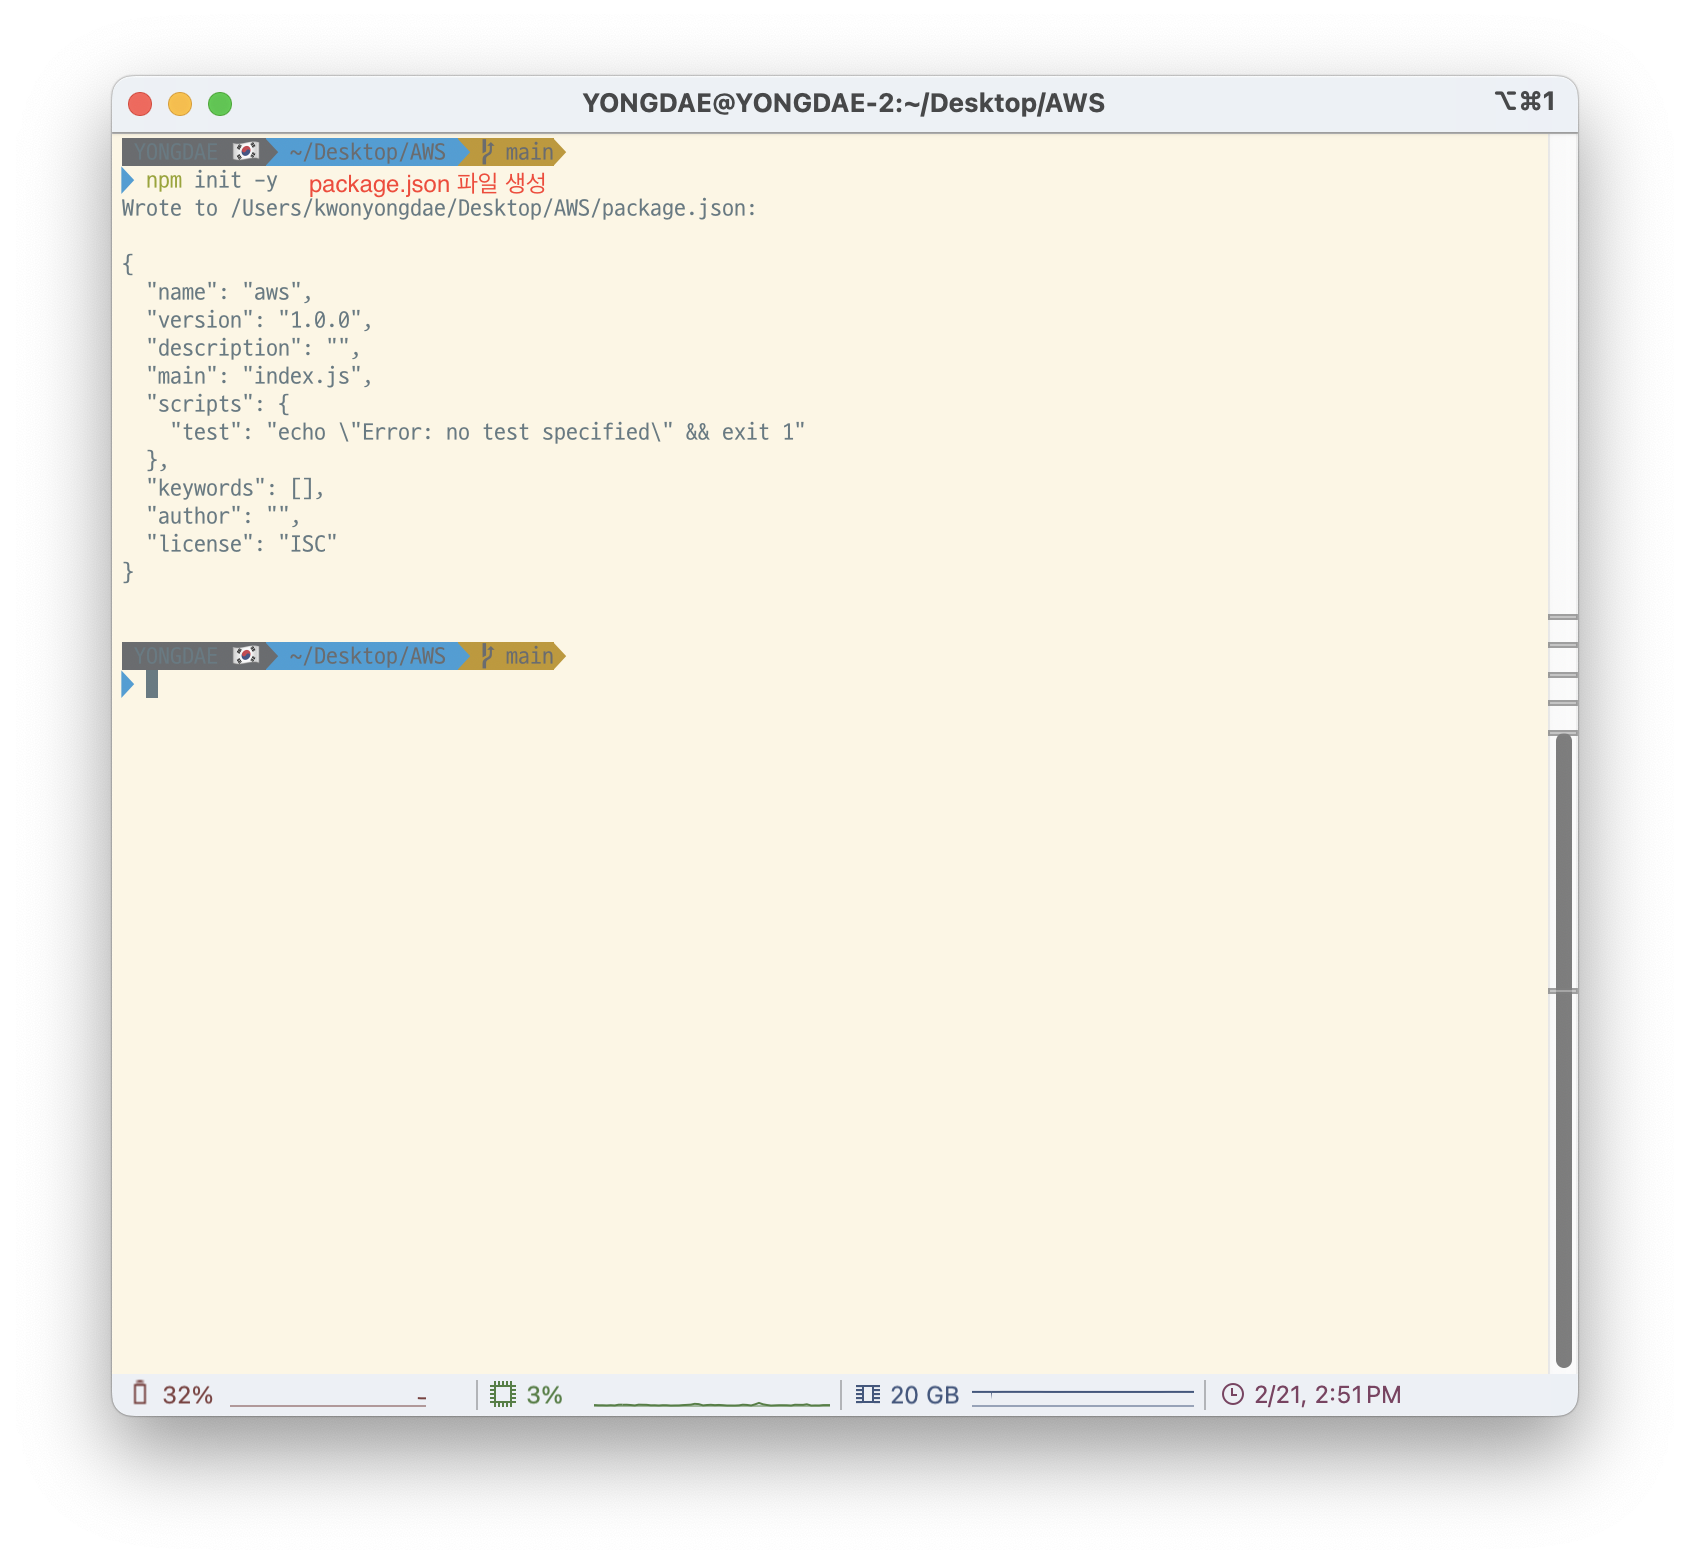 YONGDAE@YONGDAE-2:~/Desktop/AWS ⌥⌘1
YONGDAE 🇰🇷 ~/Desktop/AWS main
npm init -y package.json 파일 생성
Wrote to /Users/kwonyongdae/Desktop/AWS/package.json:
{
  "name": "aws",
  "version": "1.0.0",
  "description": "",
  "main": "index.js",
  "scripts": {
    "test": "echo \"Error: no test specified\" && exit 1"
  },
  "keywords": [],
  "author": "",
  "license": "ISC"
}
YONGDAE 🇰🇷 ~/Desktop/AWS main
32% 3% 20 GB 2/21, 2:51 PM